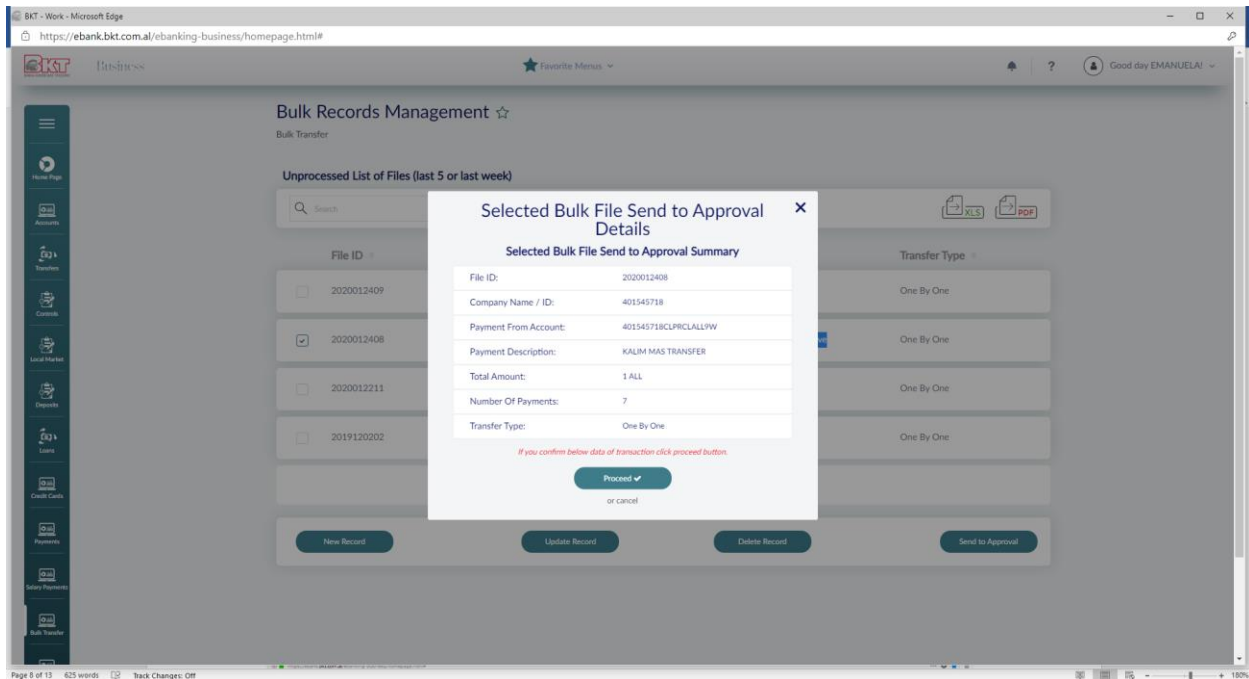 BKT - Work - Microsoft Edge
https://ebank.bkt.com.al/ebanking-business/homepage.html#
BKT
Business
Favorite Menus
?
Good day EMANUELA!
Bulk Records Management
Bulk Transfer
Home Page
Accounts
Transfers
Controls
Local Market
Deposits
Loans
Credit Cards
Payments
Salary Payments
Bulk Transfer
Unprocessed List of Files (last 5 or last week)
Search
XLS
PDF
File ID
Transfer Type
2020012409
One By One
2020012408
One By One
2020012211
One By One
2019120202
One By One
Selected Bulk File Send to Approval
Details
Selected Bulk File Send to Approval Summary
File ID: 2020012408
Company Name / ID: 401545718
Payment From Account: 401545718CLPRCLALL9W
Payment Description: KALIM MAS TRANSFER
Total Amount: 1 ALL
Number Of Payments: 7
Transfer Type: One By One
If you confirm below data of transaction click proceed button.
Proceed
or cancel
New Record
Update Record
Delete Record
Send to Approval
Page 8 of 13 625 words Track Changes: Off
180%